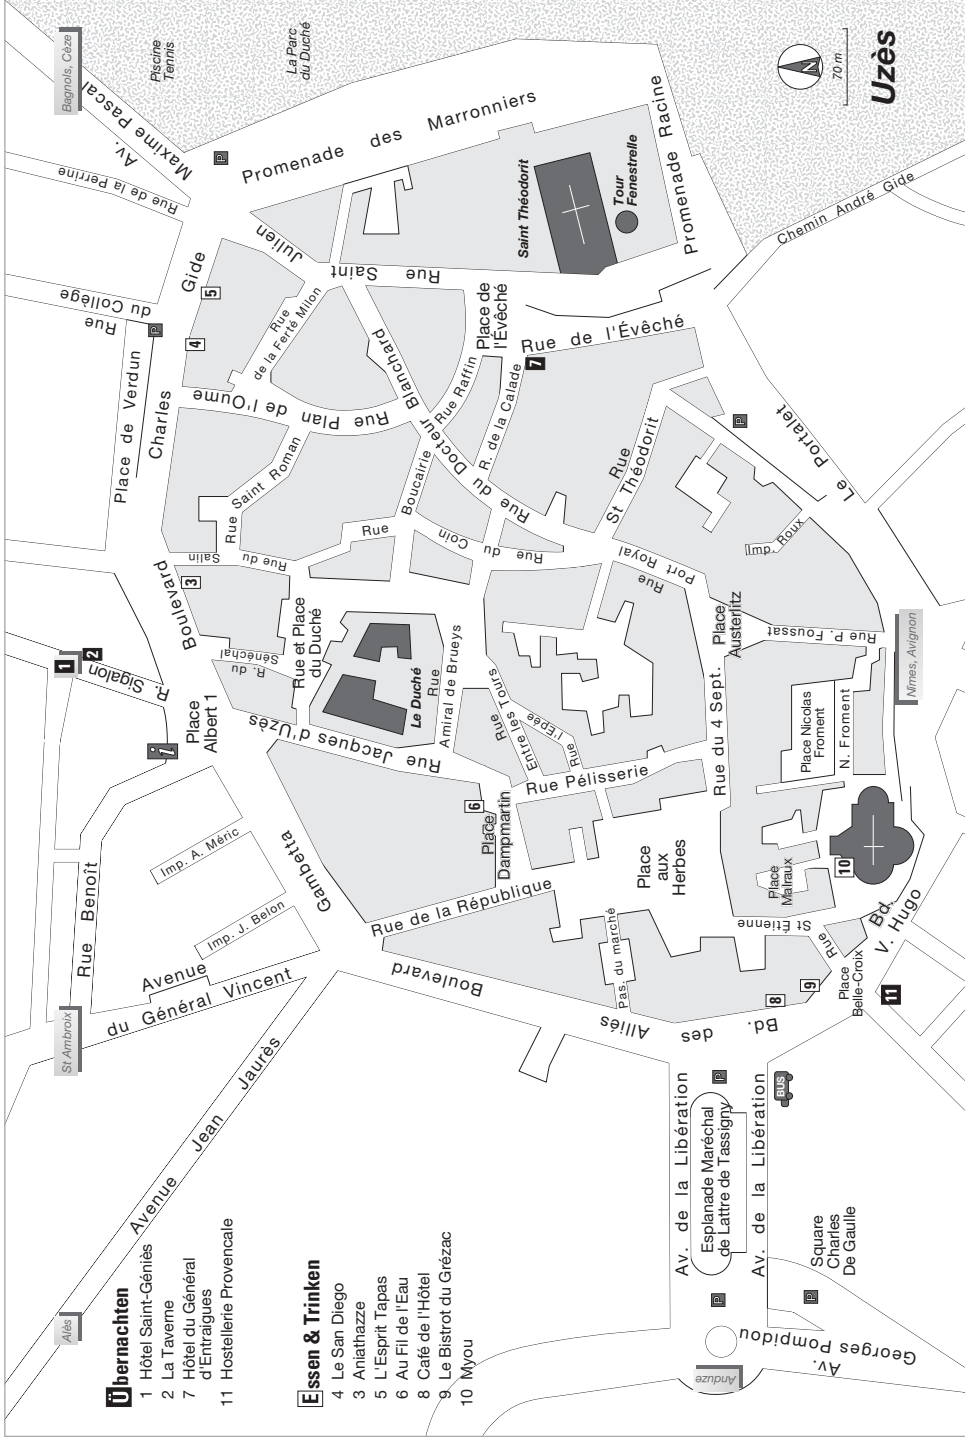 Uzès
70 m
N
Bagnols, Cèze
Piscine
Tennis
La Parc
du Duché
Av.
Maxime Pascal
Rue de la Perrine
P
Promenade des Marronniers
Promenade Racine
Saint Théodorit
Tour
Fenestrelle
Chemin André Gide
Rue
du Collège
P
Place de Verdun
Boulevard Charles Gide
5
4
Rue Saint Julien
Rue
de la Ferté Milon
Place de
l'Évêché
Rue de l'Évêché
7
Rue Plan de l'Oume
Rue du Docteur Blanchard
Rue Raffin
R. de la Calade
Rue Saint Roman
Rue Boucairie
Rue du Coin
Rue
St Théodorit
P
Le Portalet
Imp. Roux
Rue du Salin
3
Rue et Place
du Duché
R. du Sénéchal
Le Duché
Rue
Amiral de Brueys
Rue
Port Royal
Place
Austerlitz
Rue P. Foussat
Nîmes, Avignon
1
2
R. Sigalon
Place
Albert 1
i
Rue Jacques d'Uzès
Rue
Entre les Tours
Rue l'Epée
Rue Pélisserie
Rue du 4 Sept.
Place Nicolas
Froment
N. Froment
6
Place
Dampmartin
Rue Benoît
Imp. A. Méric
Imp. J. Belon
Boulevard Gambetta
Rue de la République
Place
aux
Herbes
Place
Malraux
10
Rue St Étienne
Pas. du marché
Bd.
V. Hugo
Place
Belle-Croix
11
8
9
Bd. des Alliés
St Ambroix
Avenue
du Général Vincent
Avenue Jean Jaurès
Alès
Av. de la Libération
P
Esplanade Maréchal
de Lattre de Tassigny
Av. de la Libération
BUS
P
P
Square
Charles
De Gaulle
Av.
Georges Pompidou
Anduze
Übernachten
1 Hôtel Saint-Géniès
2 La Taverne
7 Hôtel du Général
d'Entraigues
11 Hostellerie Provencale
Essen & Trinken
4 Le San Diego
3 Aniathazze
5 L'Esprit Tapas
6 Au Fil de l'Eau
8 Café de l'Hôtel
9 Le Bistrot du Grézac
10 Myou